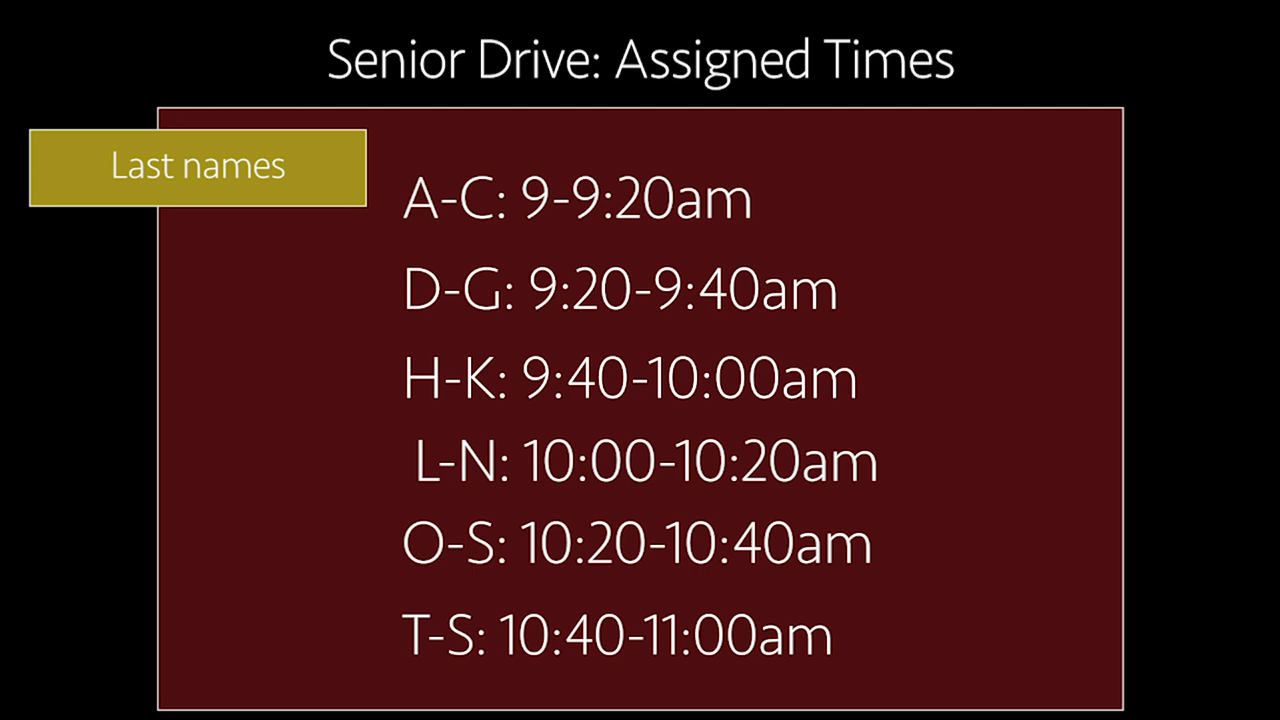 Senior Drive: Assigned Times
Last names
A-C: 9-9:20am
D-G: 9:20-9:40am
H-K: 9:40-10:00am
L-N: 10:00-10:20am
O-S: 10:20-10:40am
T-S: 10:40-11:00am